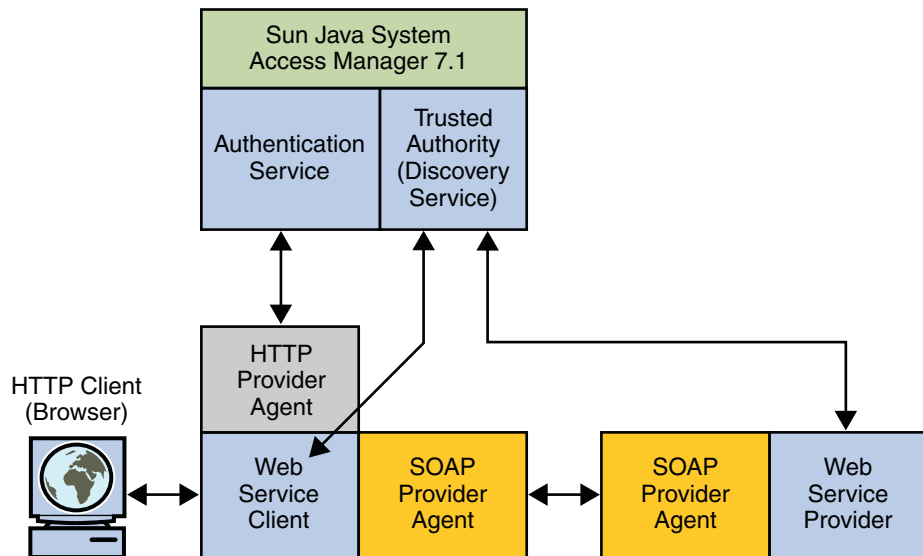 Sun Java System
Access Manager 7.1
Authentication
Service
Trusted
Authority
(Discovery
Service)
HTTP
Provider
Agent
HTTP Client
(Browser)
Web
Service
Client
SOAP
Provider
Agent
SOAP
Provider
Agent
Web
Service
Provider